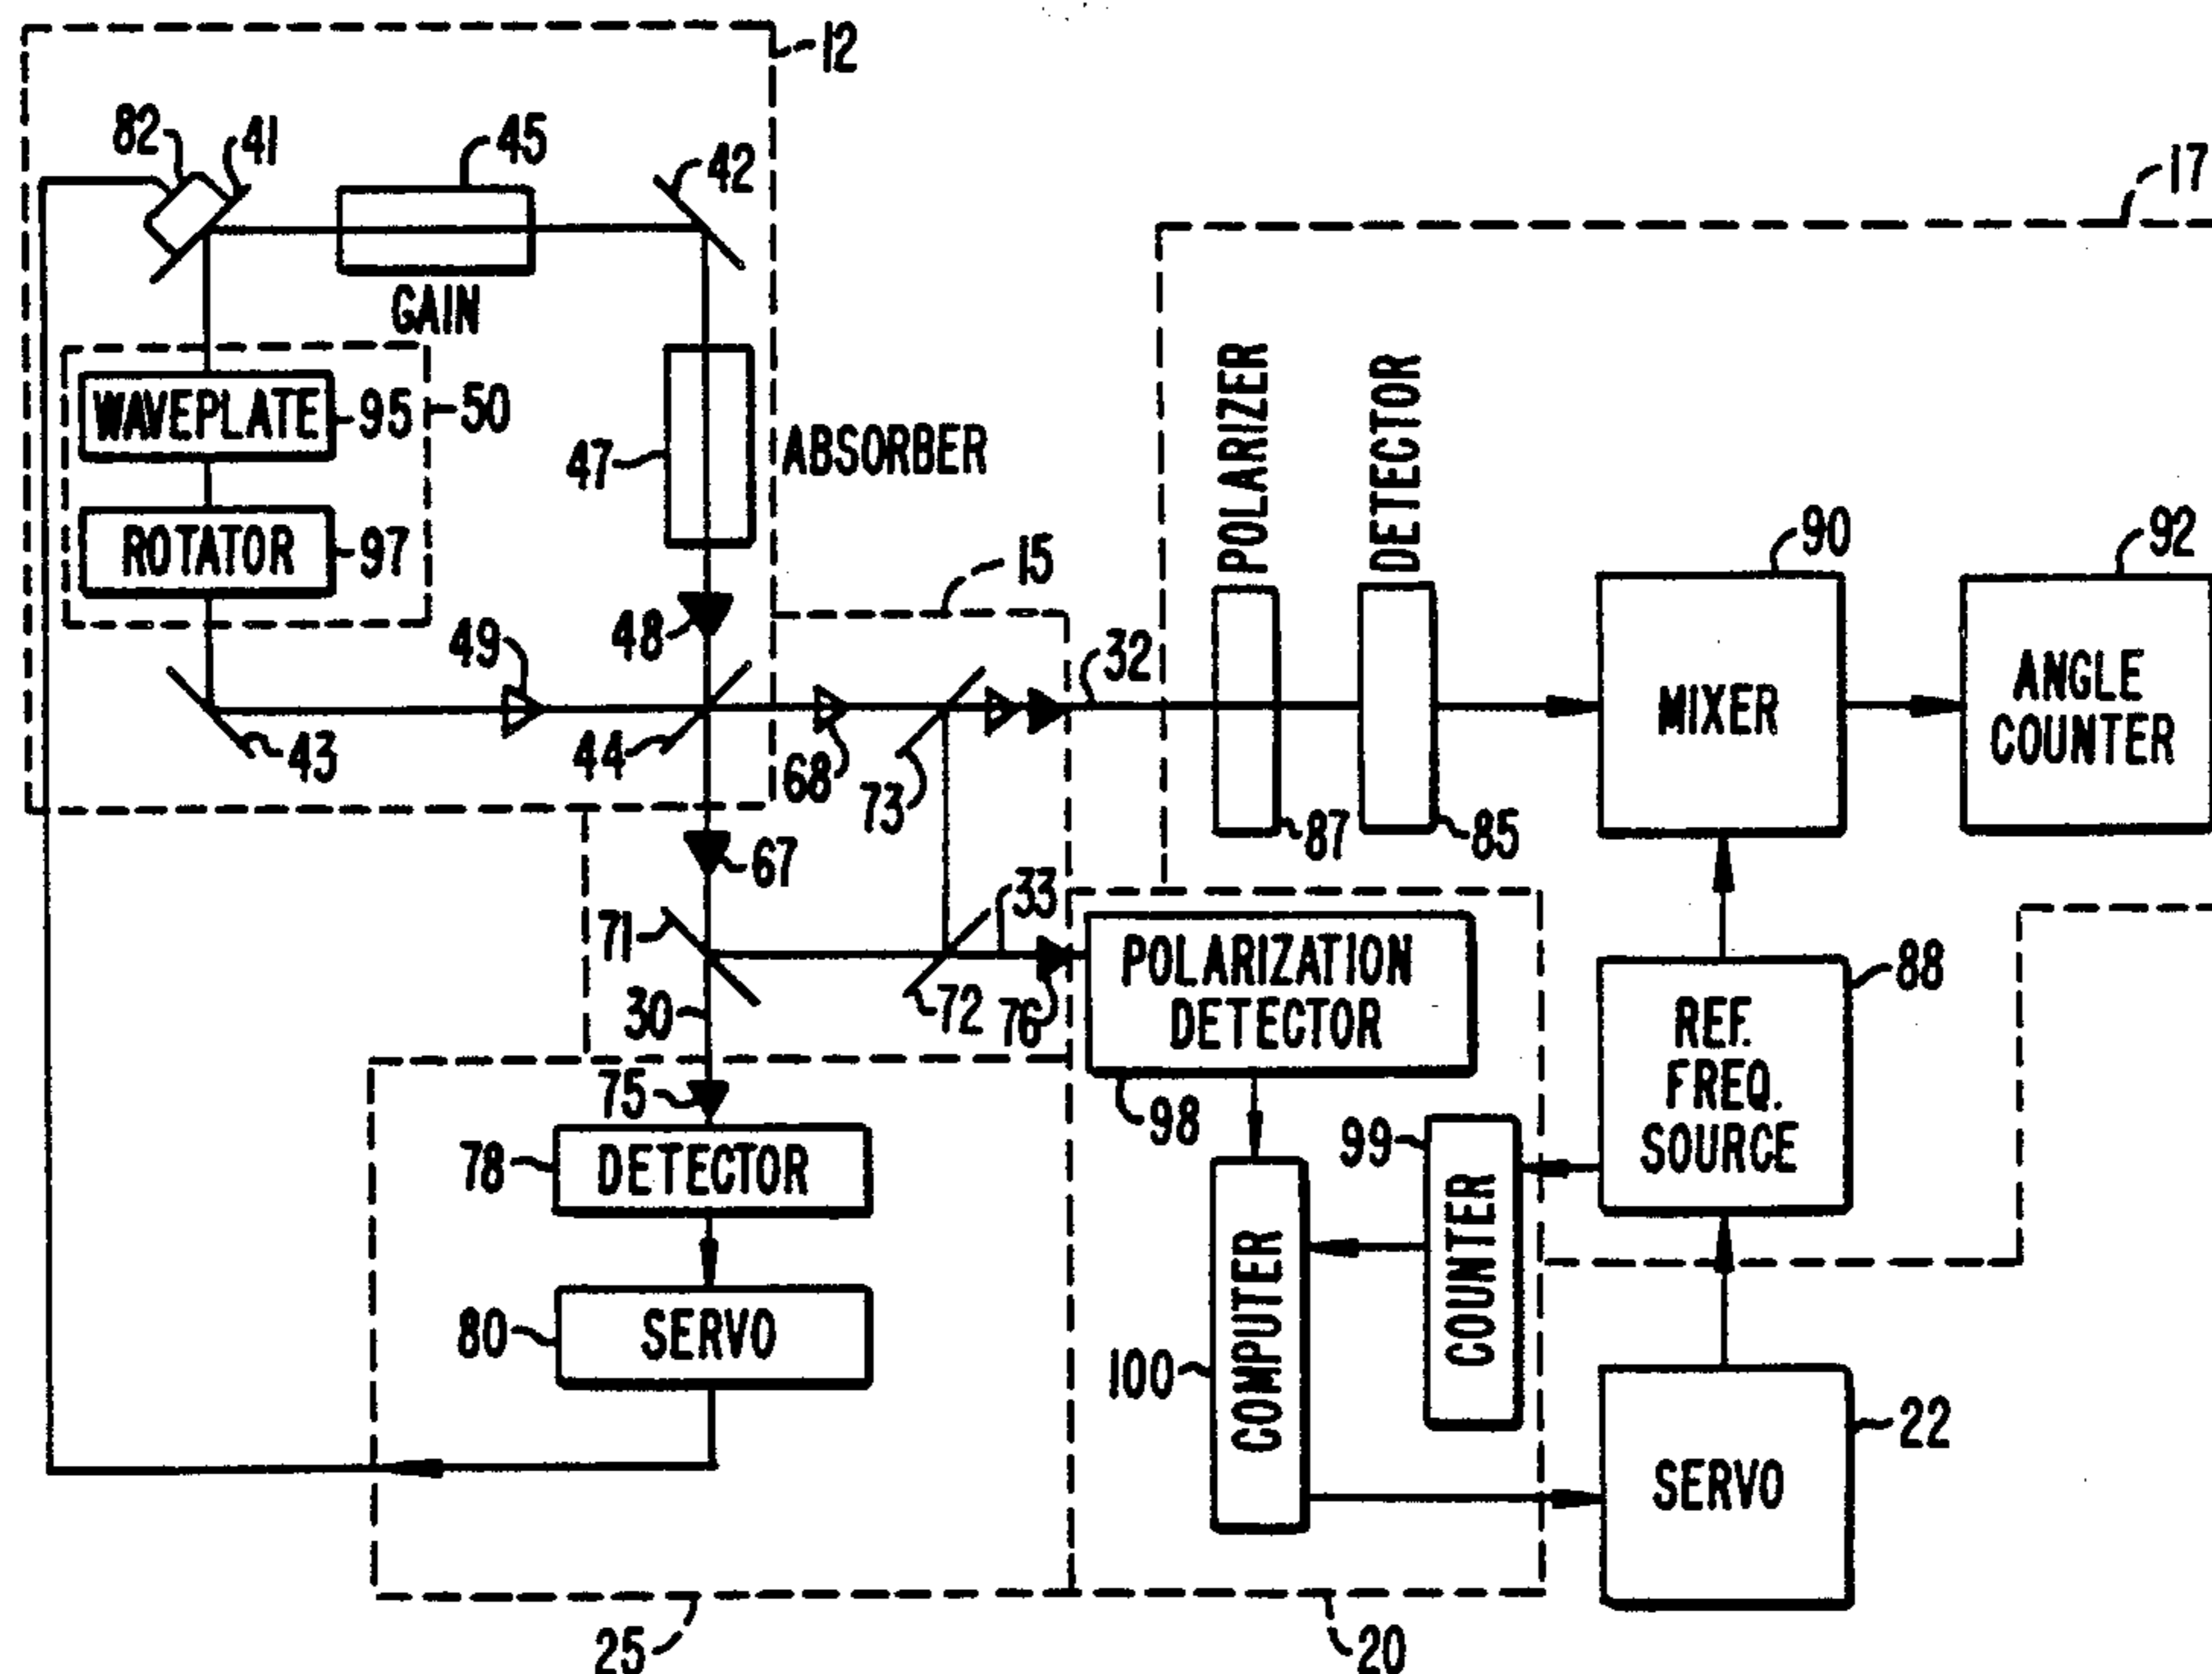 12
82
41
45
42
17
GAIN
WAVEPLATE
95
50
POLARIZER
DETECTOR
47
ABSORBER
ROTATOR
97
15
90
92
49
48
32
MIXER
ANGLE
COUNTER
43
44
68
73
87
85
67
33
71
30
72
76
POLARIZATION
DETECTOR
88
REF.
FREQ.
SOURCE
75
98
99
78
DETECTOR
COUNTER
80
SERVO
100
COMPUTER
22
SERVO
25
20